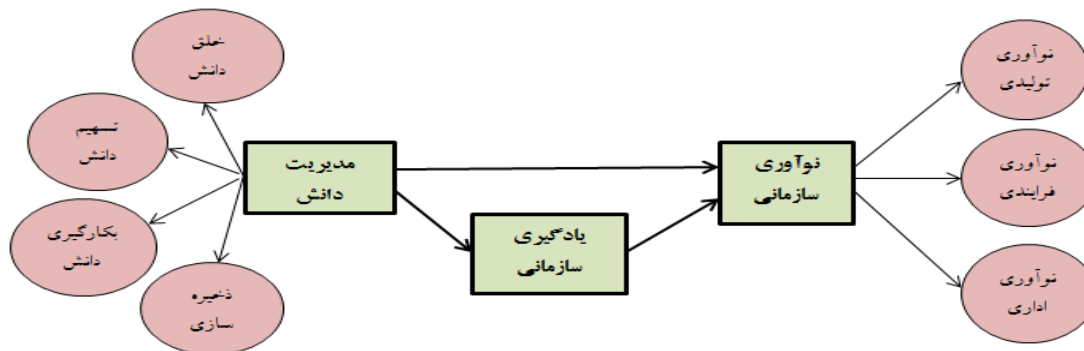 خلق
دانش
تسهیم
دانش
بکارگیری
دانش
ذخیره
سازی
مدیریت
دانش
یادگیری
سازمانی
نوآوری
سازمانی
نوآوری
تولیدی
نوآوری
فرایندی
نوآوری
اداری